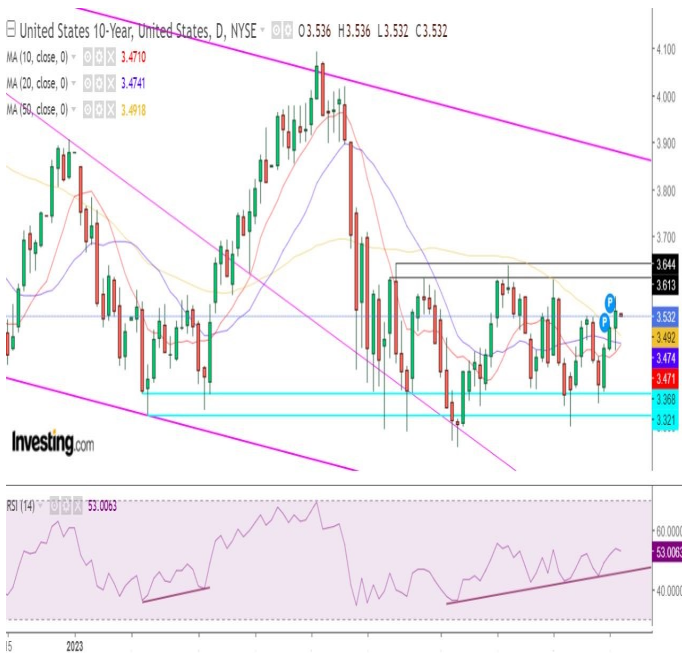 United States 10-Year, United States, D, NYSE O3.536 H3.536 L3.532 C3.532
MA (10, close, 0) 3.4710
MA (20, close, 0) 3.4741
MA (50, close, 0) 3.4918
4.100
4.000
3.900
3.800
3.700
3.644
3.613
P
3.532
P
3.492
3.474
3.471
3.368
3.321
Investing.com
RSI (14) 53.0063
60.0000
53.0063
40.0000
15 2023